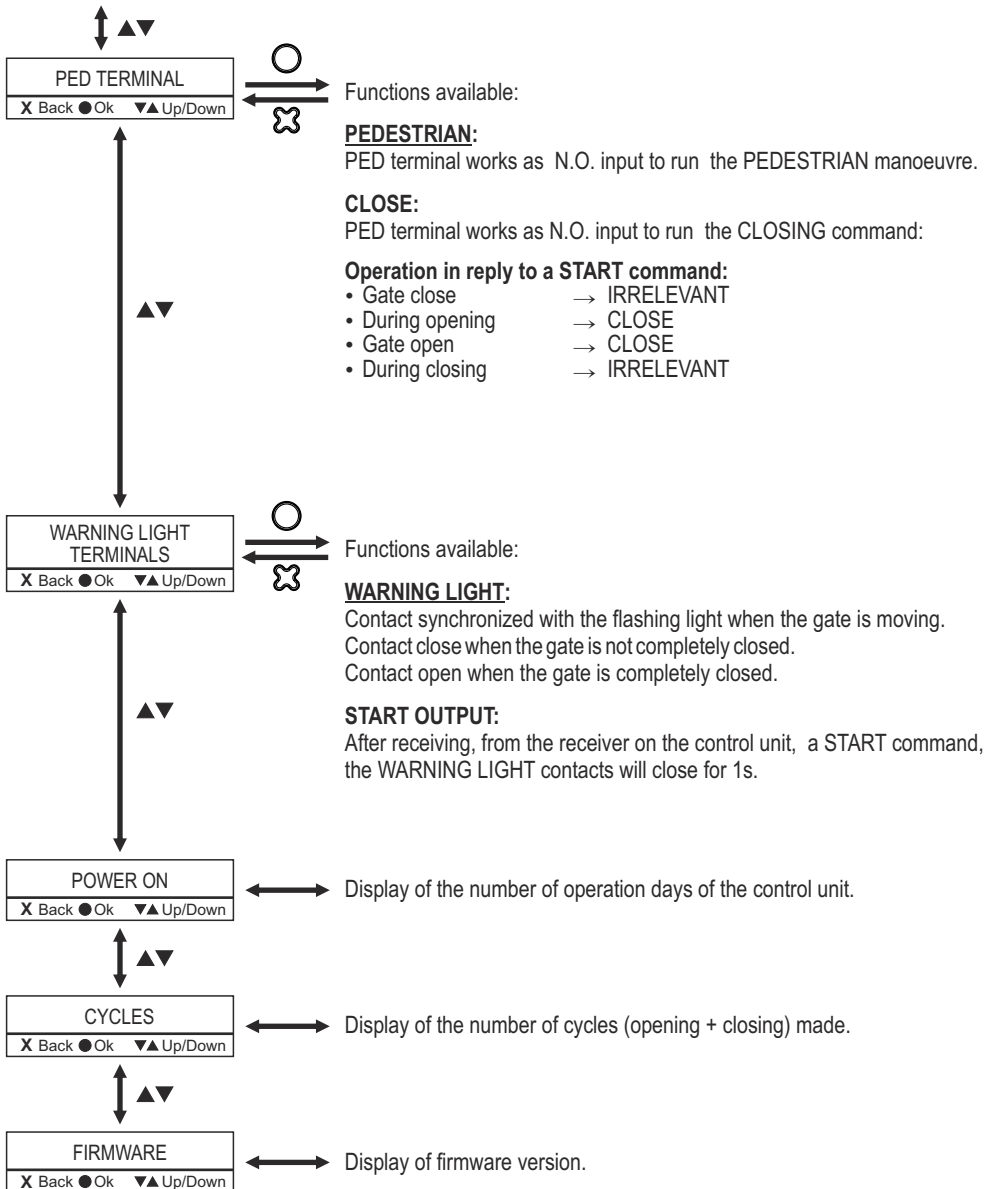 ▲▼
PED TERMINAL
X Back ●Ok ▼▲ Up/Down
Functions available:
PEDESTRIAN:
PED terminal works as N.O. input to run the PEDESTRIAN manoeuvre.
CLOSE:
PED terminal works as N.O. input to run the CLOSING command:
Operation in reply to a START command:
• Gate close → IRRELEVANT
• During opening → CLOSE
• Gate open → CLOSE
• During closing → IRRELEVANT
▲▼
WARNING LIGHT
TERMINALS
X Back ●Ok ▼▲ Up/Down
Functions available:
WARNING LIGHT:
Contact synchronized with the flashing light when the gate is moving.
Contact close when the gate is not completely closed.
Contact open when the gate is completely closed.
START OUTPUT:
After receiving, from the receiver on the control unit, a START command,
the WARNING LIGHT contacts will close for 1s.
▲▼
POWER ON
X Back ●Ok ▼▲ Up/Down
Display of the number of operation days of the control unit.
▲▼
CYCLES
X Back ●Ok ▼▲ Up/Down
Display of the number of cycles (opening + closing) made.
▲▼
FIRMWARE
X Back ●Ok ▼▲ Up/Down
Display of firmware version.